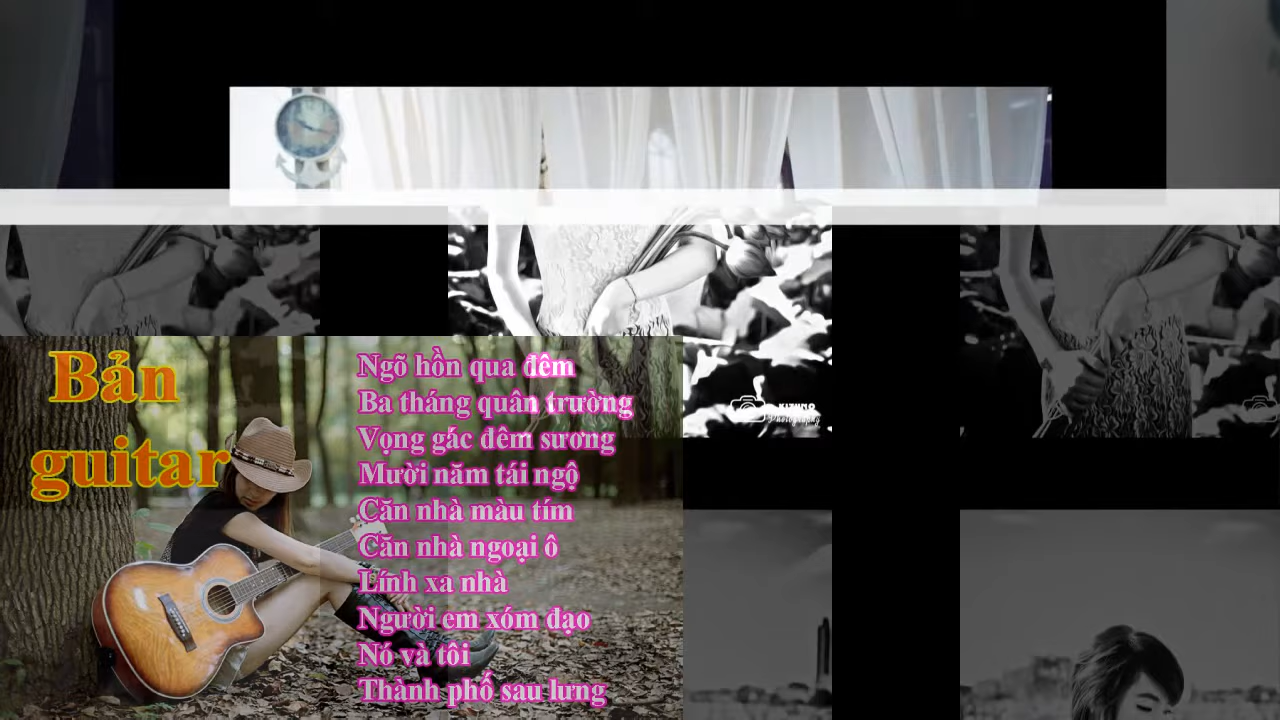 Bản
guitar
Ngõ hồn qua đêm
Ba tháng quân trường
Vọng gác đêm sương
Mười năm tái ngộ
Căn nhà màu tím
Căn nhà ngoại ô
Lính xa nhà
Người em xóm đạo
Nó và tôi
Thành phố sau lưng
Photography